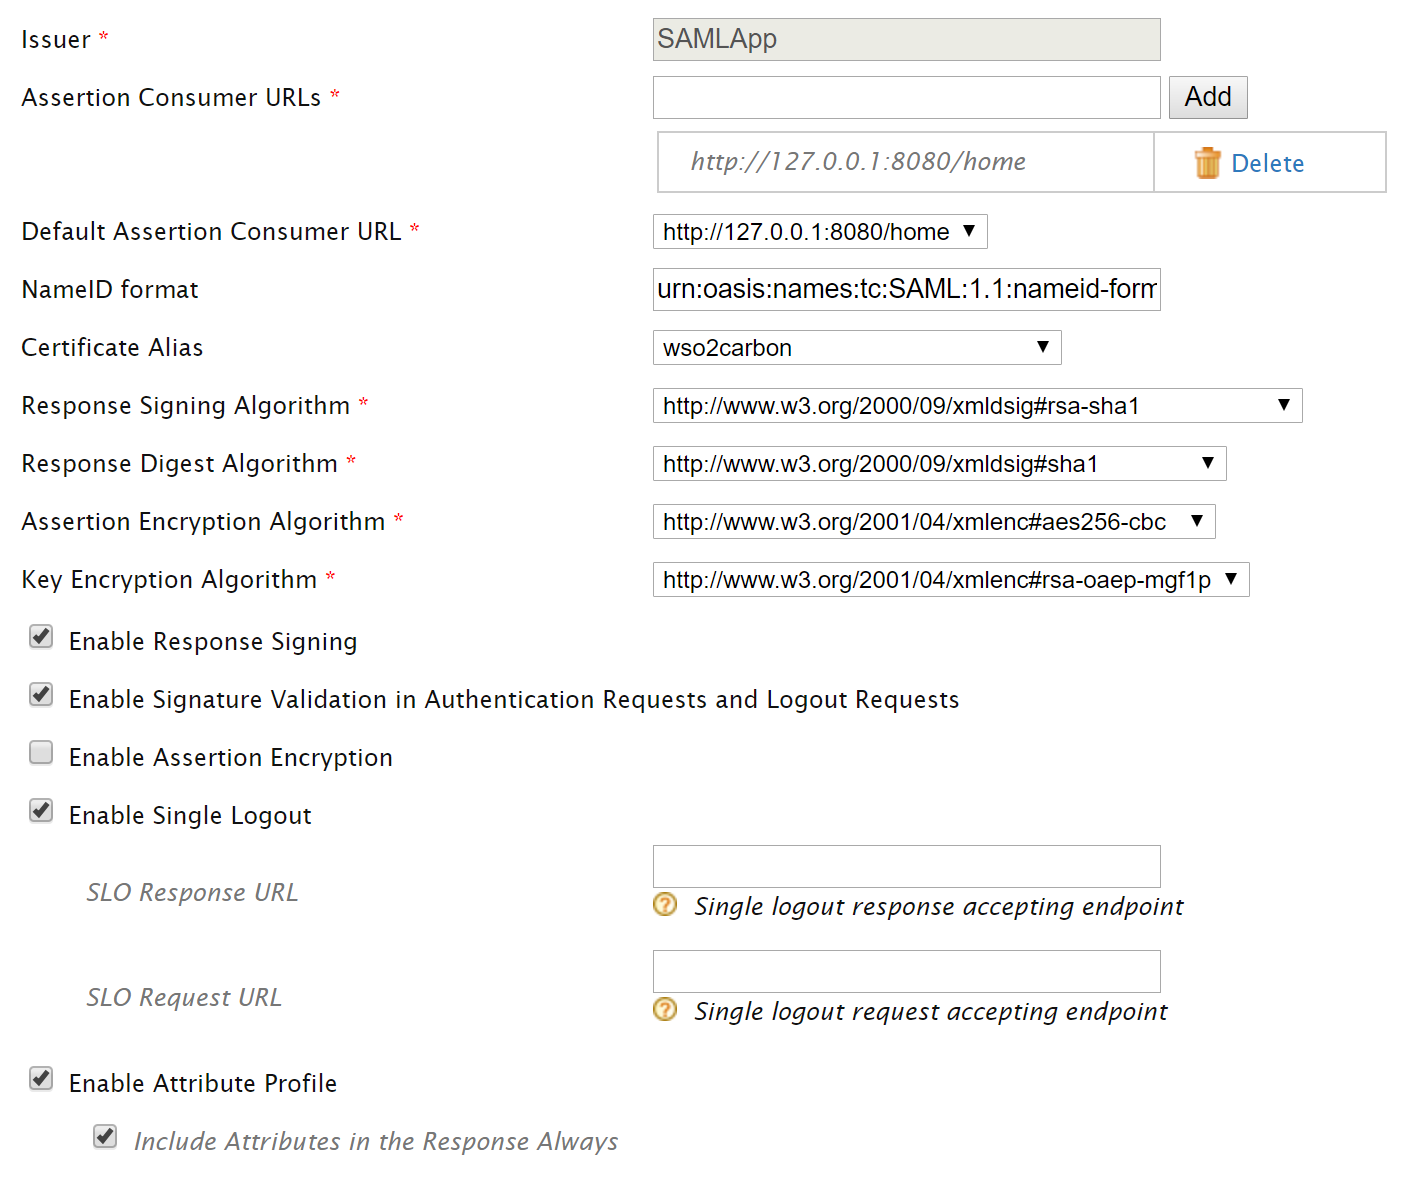 Issuer *
SAMLApp
Assertion Consumer URLs *
Add
http://127.0.0.1:8080/home
Delete
Default Assertion Consumer URL *
http://127.0.0.1:8080/home
NameID format
urn:oasis:names:tc:SAML:1.1:nameid-form
Certificate Alias
wso2carbon
Response Signing Algorithm *
http://www.w3.org/2000/09/xmldsig#rsa-sha1
Response Digest Algorithm *
http://www.w3.org/2000/09/xmldsig#sha1
Assertion Encryption Algorithm *
http://www.w3.org/2001/04/xmlenc#aes256-cbc
Key Encryption Algorithm *
http://www.w3.org/2001/04/xmlenc#rsa-oaep-mgf1p
Enable Response Signing
Enable Signature Validation in Authentication Requests and Logout Requests
Enable Assertion Encryption
Enable Single Logout
SLO Response URL
? Single logout response accepting endpoint
SLO Request URL
? Single logout request accepting endpoint
Enable Attribute Profile
Include Attributes in the Response Always